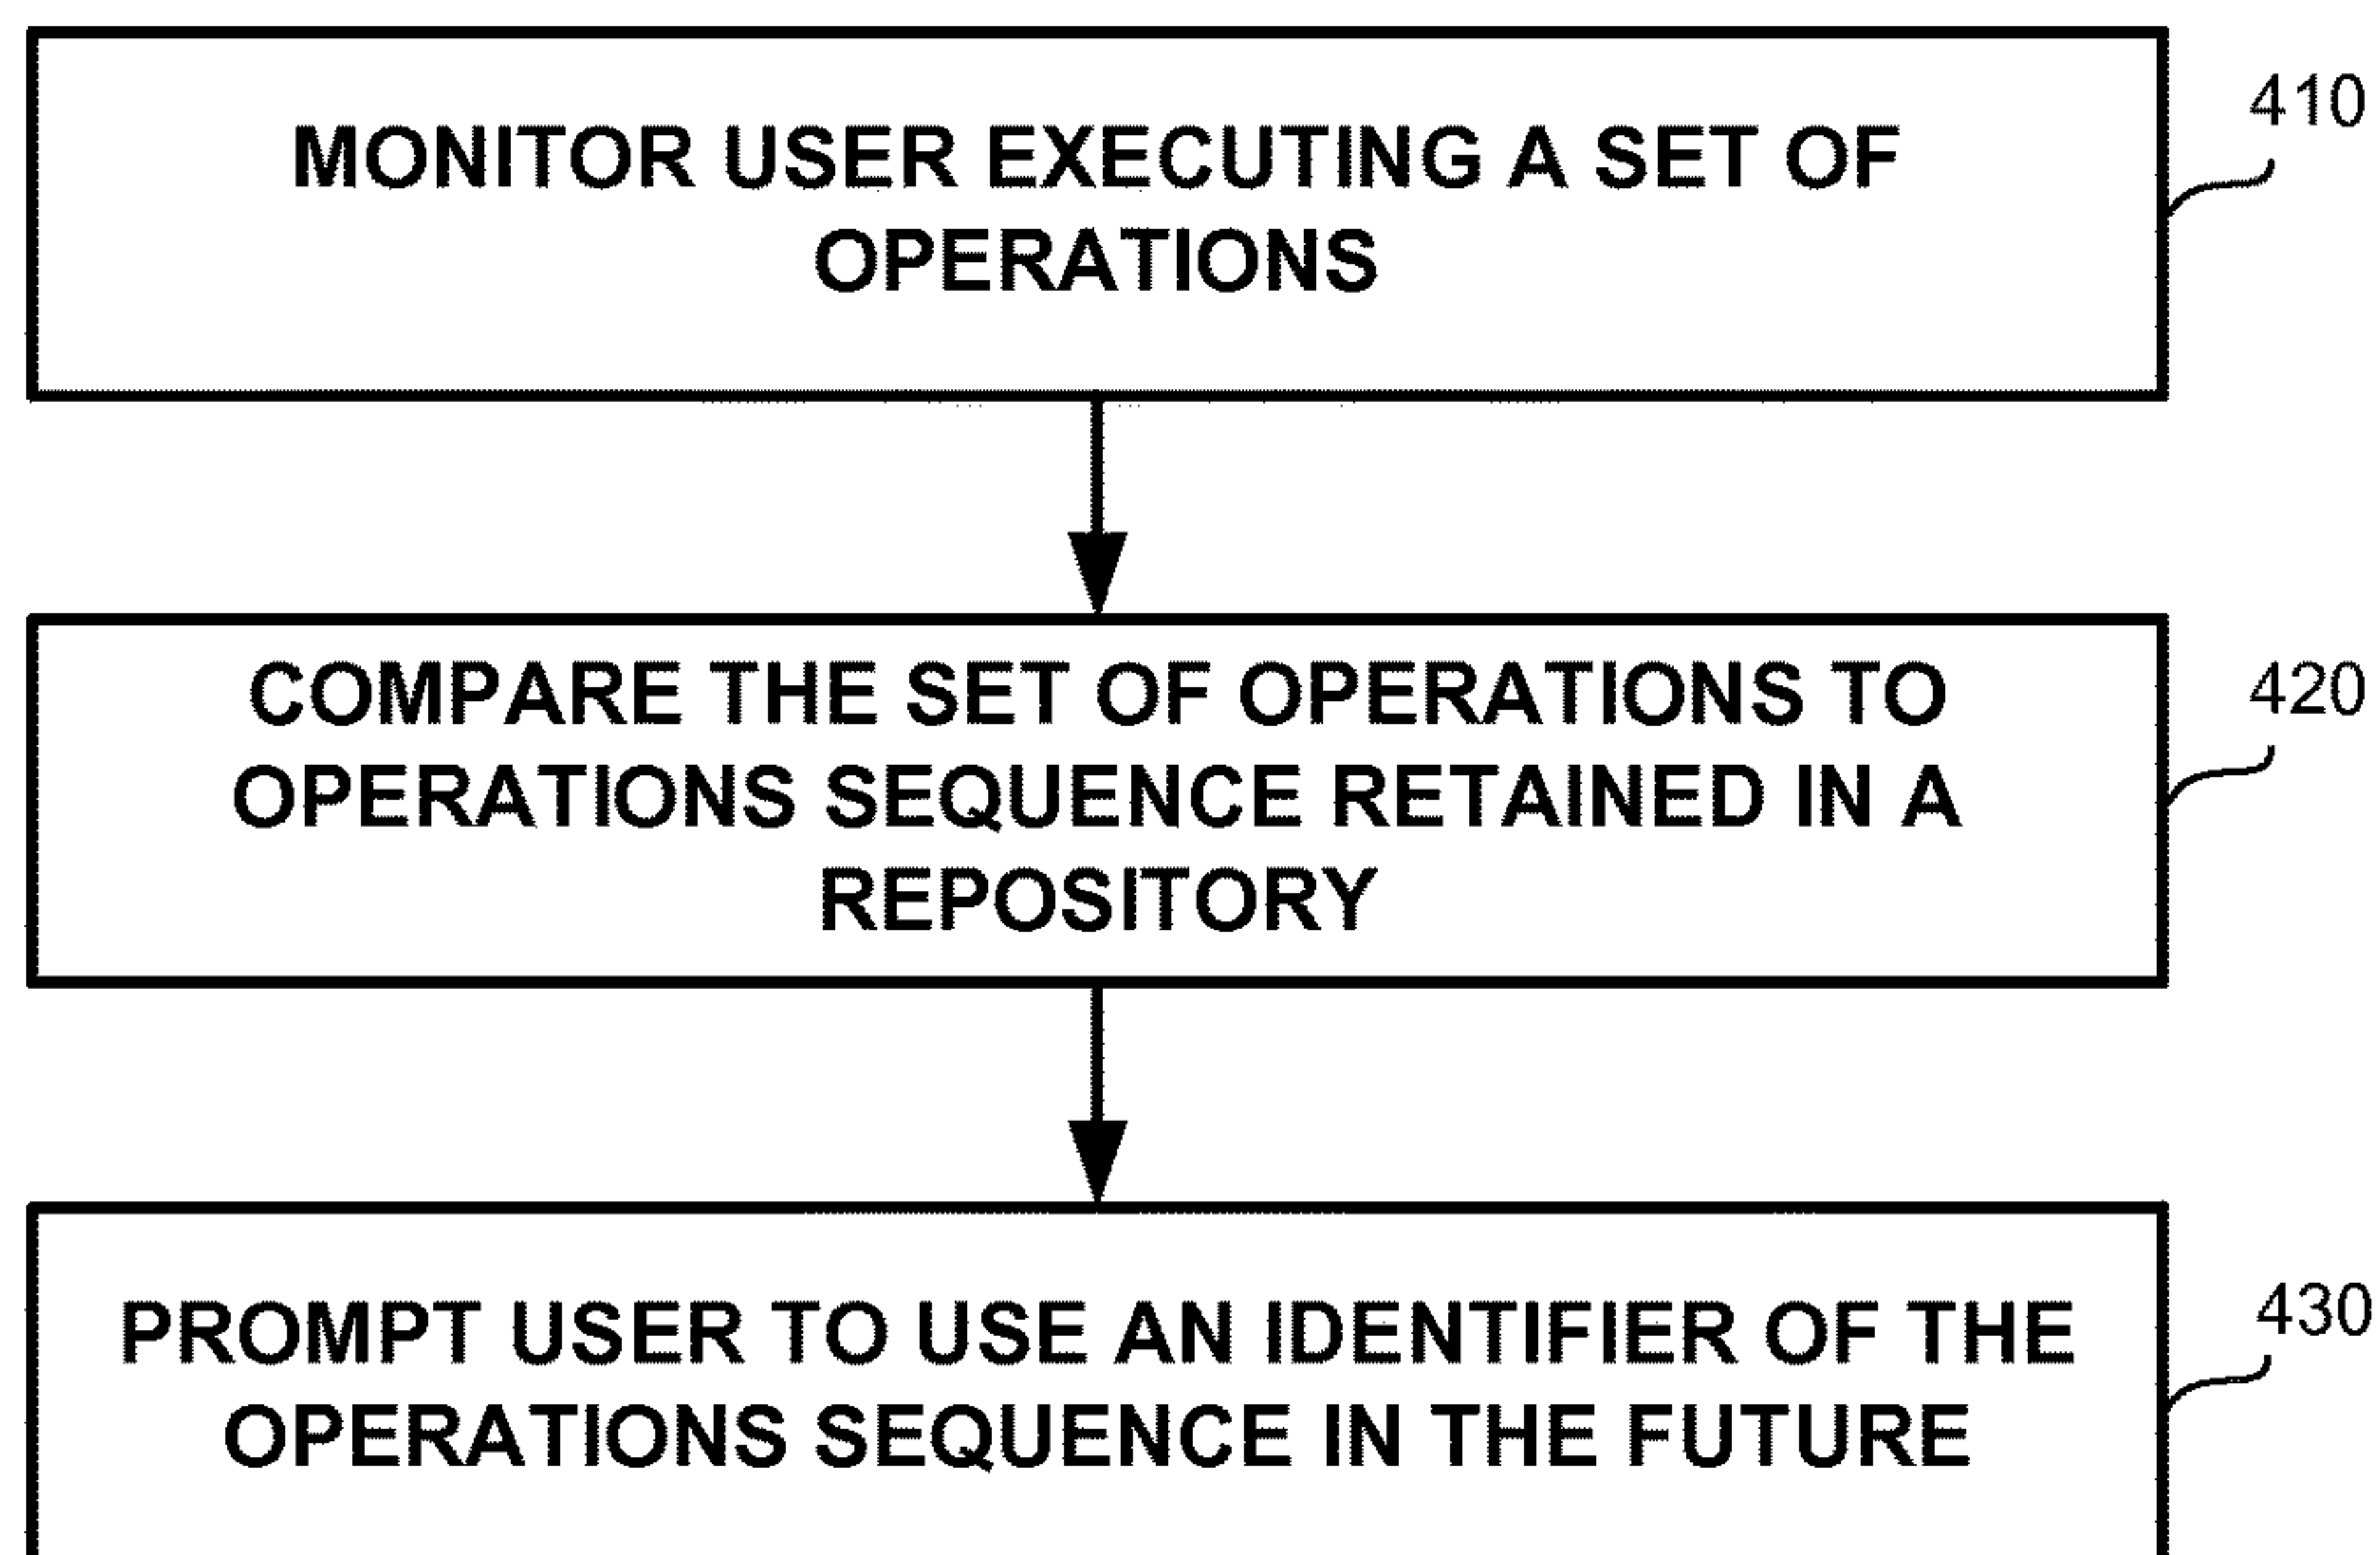 MONITOR USER EXECUTING A SET OF
OPERATIONS
410
COMPARE THE SET OF OPERATIONS TO
OPERATIONS SEQUENCE RETAINED IN A
REPOSITORY
420
PROMPT USER TO USE AN IDENTIFIER OF THE
OPERATIONS SEQUENCE IN THE FUTURE
430